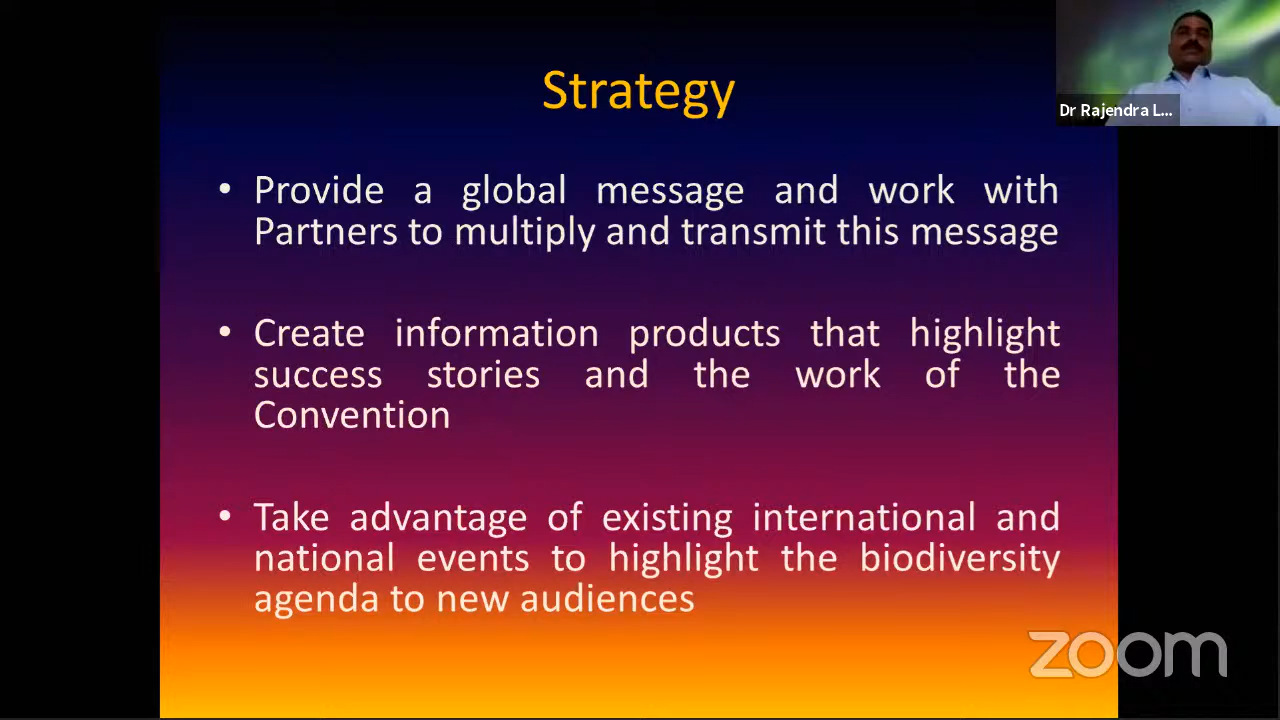 Strategy
Dr Rajendra L...
• Provide a global message and work with
Partners to multiply and transmit this message
• Create information products that highlight
success stories and the work of the
Convention
• Take advantage of existing international and
national events to highlight the biodiversity
agenda to new audiences
zoom